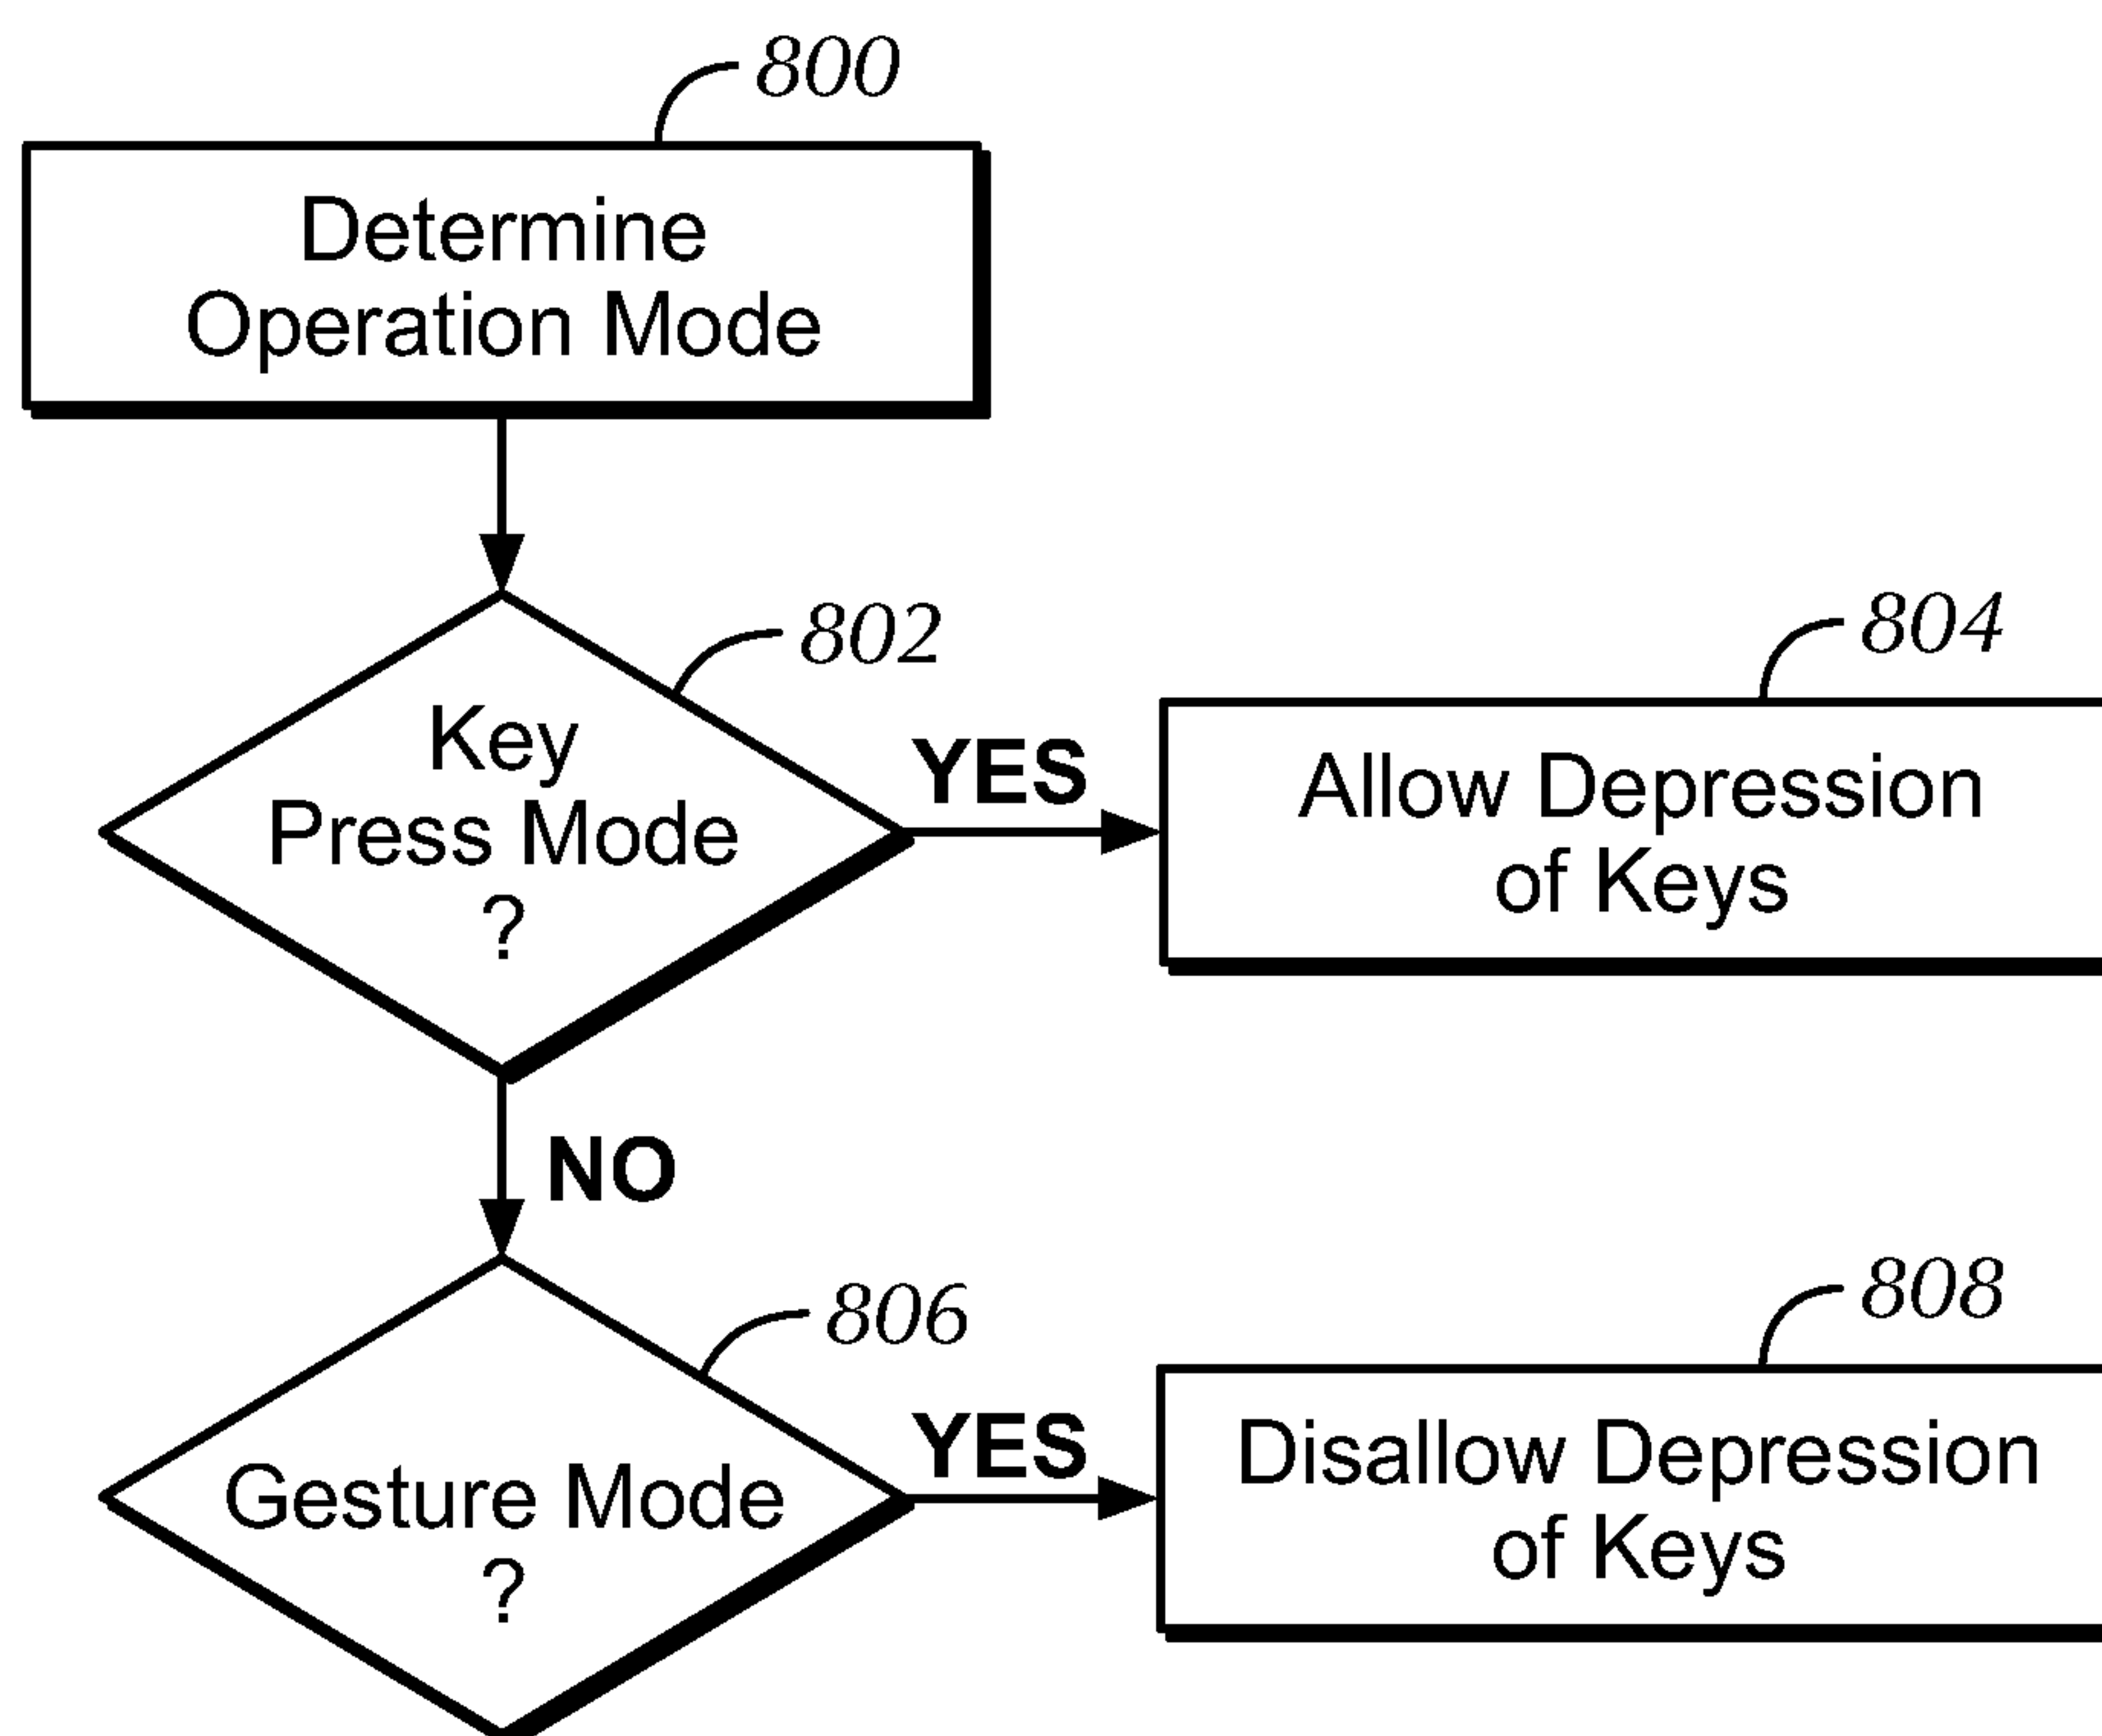 800
Determine
Operation Mode
802
Key
Press Mode
?
YES
804
Allow Depression
of Keys
NO
806
Gesture Mode
?
YES
808
Disallow Depression
of Keys